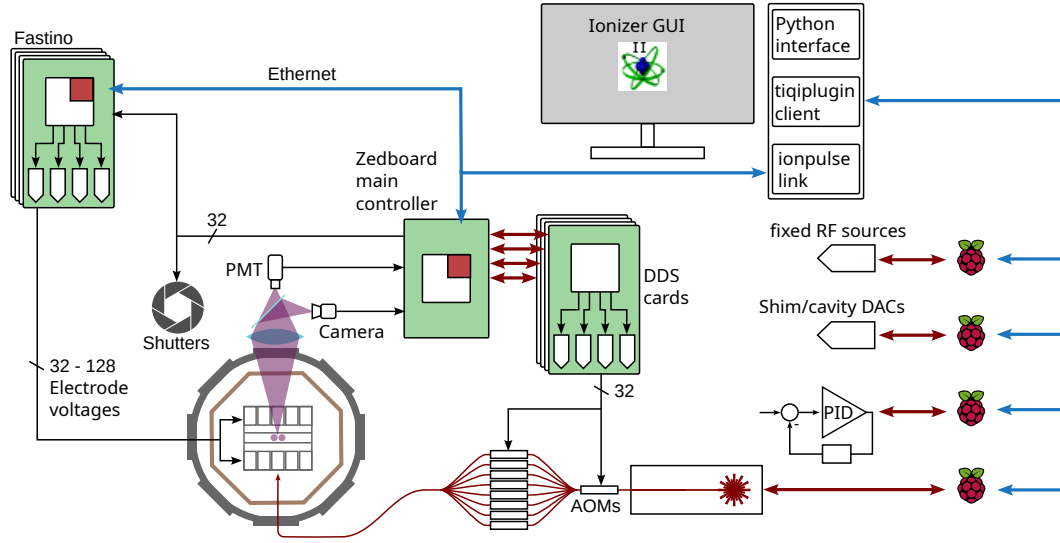 Fastino
Ethernet
Ionizer GUI
II
Python
interface
tiqiplugin
client
ionpulse
link
Zedboard
main
controller
32
PMT
Camera
Shutters
DDS
cards
fixed RF sources
Shim/cavity DACs
32 - 128
Electrode
voltages
32
PID
-
AOMs